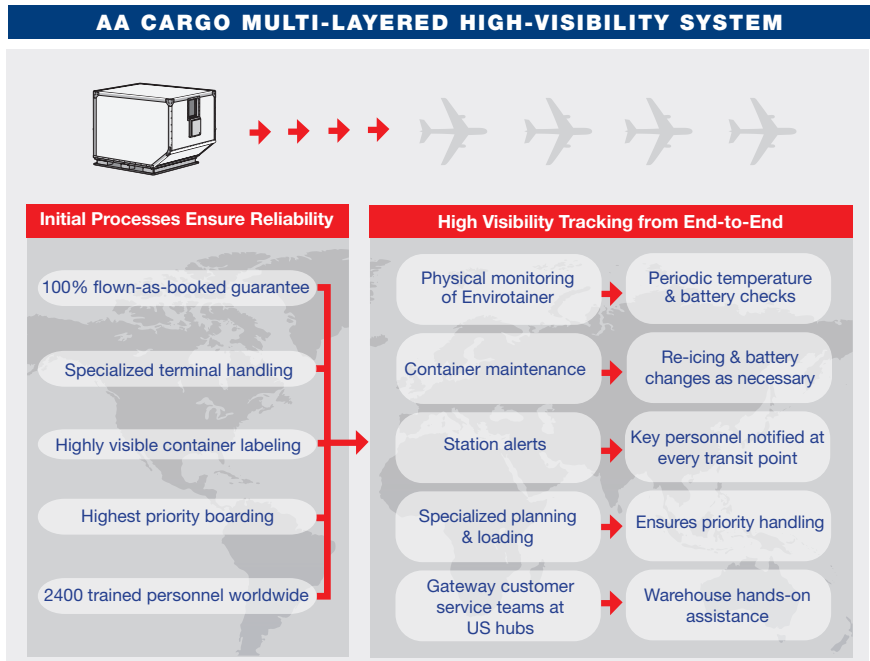 AA CARGO MULTI-LAYERED HIGH-VISIBILITY SYSTEM
Initial Processes Ensure Reliability
100% flown-as-booked guarantee
Specialized terminal handling
Highly visible container labeling
Highest priority boarding
2400 trained personnel worldwide
High Visibility Tracking from End-to-End
Physical monitoring
of Envirotainer
Periodic temperature
& battery checks
Container maintenance
Re-icing & battery
changes as necessary
Station alerts
Key personnel notified at
every transit point
Specialized planning
& loading
Ensures priority handling
Gateway customer
service teams at
US hubs
Warehouse hands-on
assistance